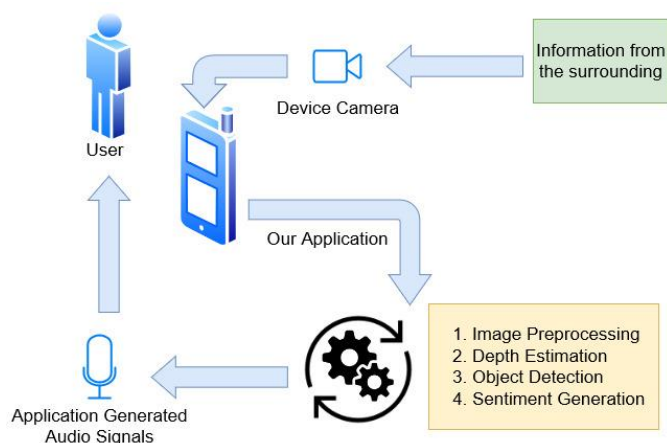 Information from
the surrounding
Device Camera
User
Our Application
1. Image Preprocessing
2. Depth Estimation
3. Object Detection
4. Sentiment Generation
Application Generated
Audio Signals